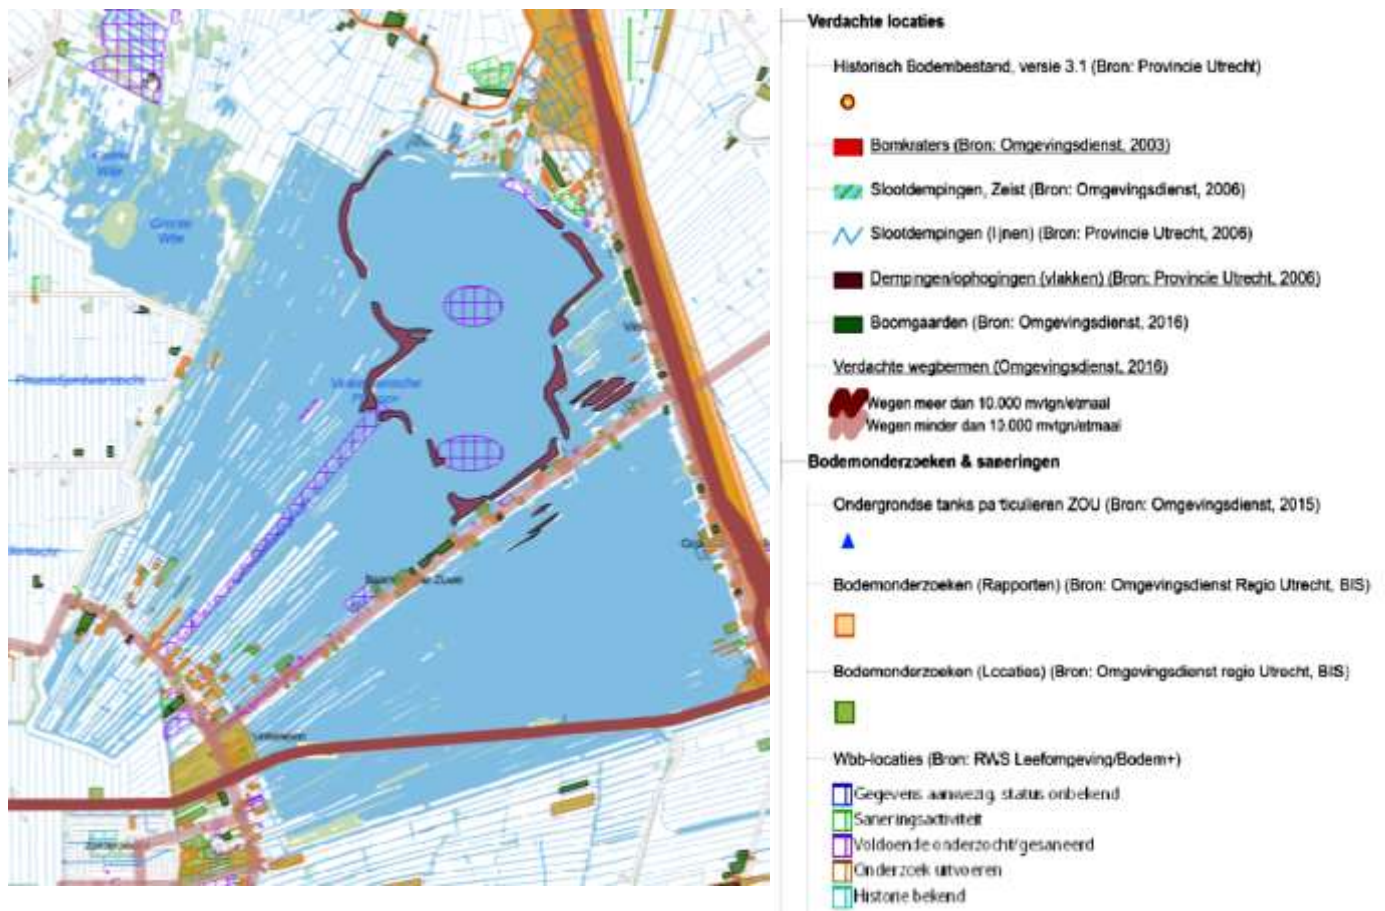 Grote
Wije
Verdachte locaties
Historisch Bodembestand, versie 3.1 (Bron: Provincie Utrecht)
Bomkraters (Bron: Omgevingsdienst, 2003)
Slootdempingen, Zeist (Bron: Omgevingsdienst, 2006)
Slootdempingen (lijnen) (Bron: Provincie Utrecht, 2006)
Dempingen/ophogingen (vlakken) (Bron: Provincie Utrecht, 2006)
Boomgaarden (Bron: Omgevingsdienst, 2016)
Verdachte wegbermen (Omgevingsdienst, 2016)
Wegen meer dan 10.000 mvtgn/etmaal
Wegen minder dan 10.000 mvtgn/etmaal
Bodemonderzoeken & saneringen
Ondergrondse tanks particulieren ZOU (Bron: Omgevingsdienst, 2015)
Bodemonderzoeken (Rapporten) (Bron: Omgevingsdienst Regio Utrecht, BIS)
Bodemonderzoeken (Locaties) (Bron: Omgevingsdienst regio Utrecht, BIS)
Wbb-locaties (Bron: RWS Leefomgeving/Bodem+)
Gegevens aanwezig, status onbekend
Saneringsactiviteit
Voldoende onderzocht/gesaneerd
Onderzoek uitvoeren
Historie bekend